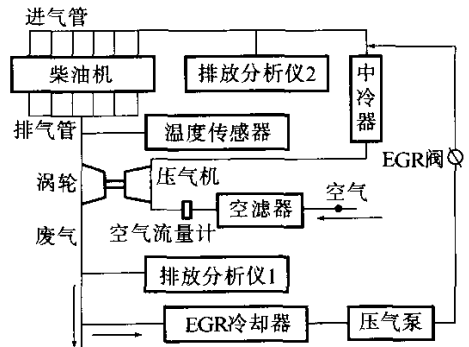 进气管
柴油机
排放分析仪2
中冷器
排气管
温度传感器
EGR阀
涡轮
压气机
空气
空滤器
空气流量计
废气
排放分析仪1
EGR冷却器
压气泵